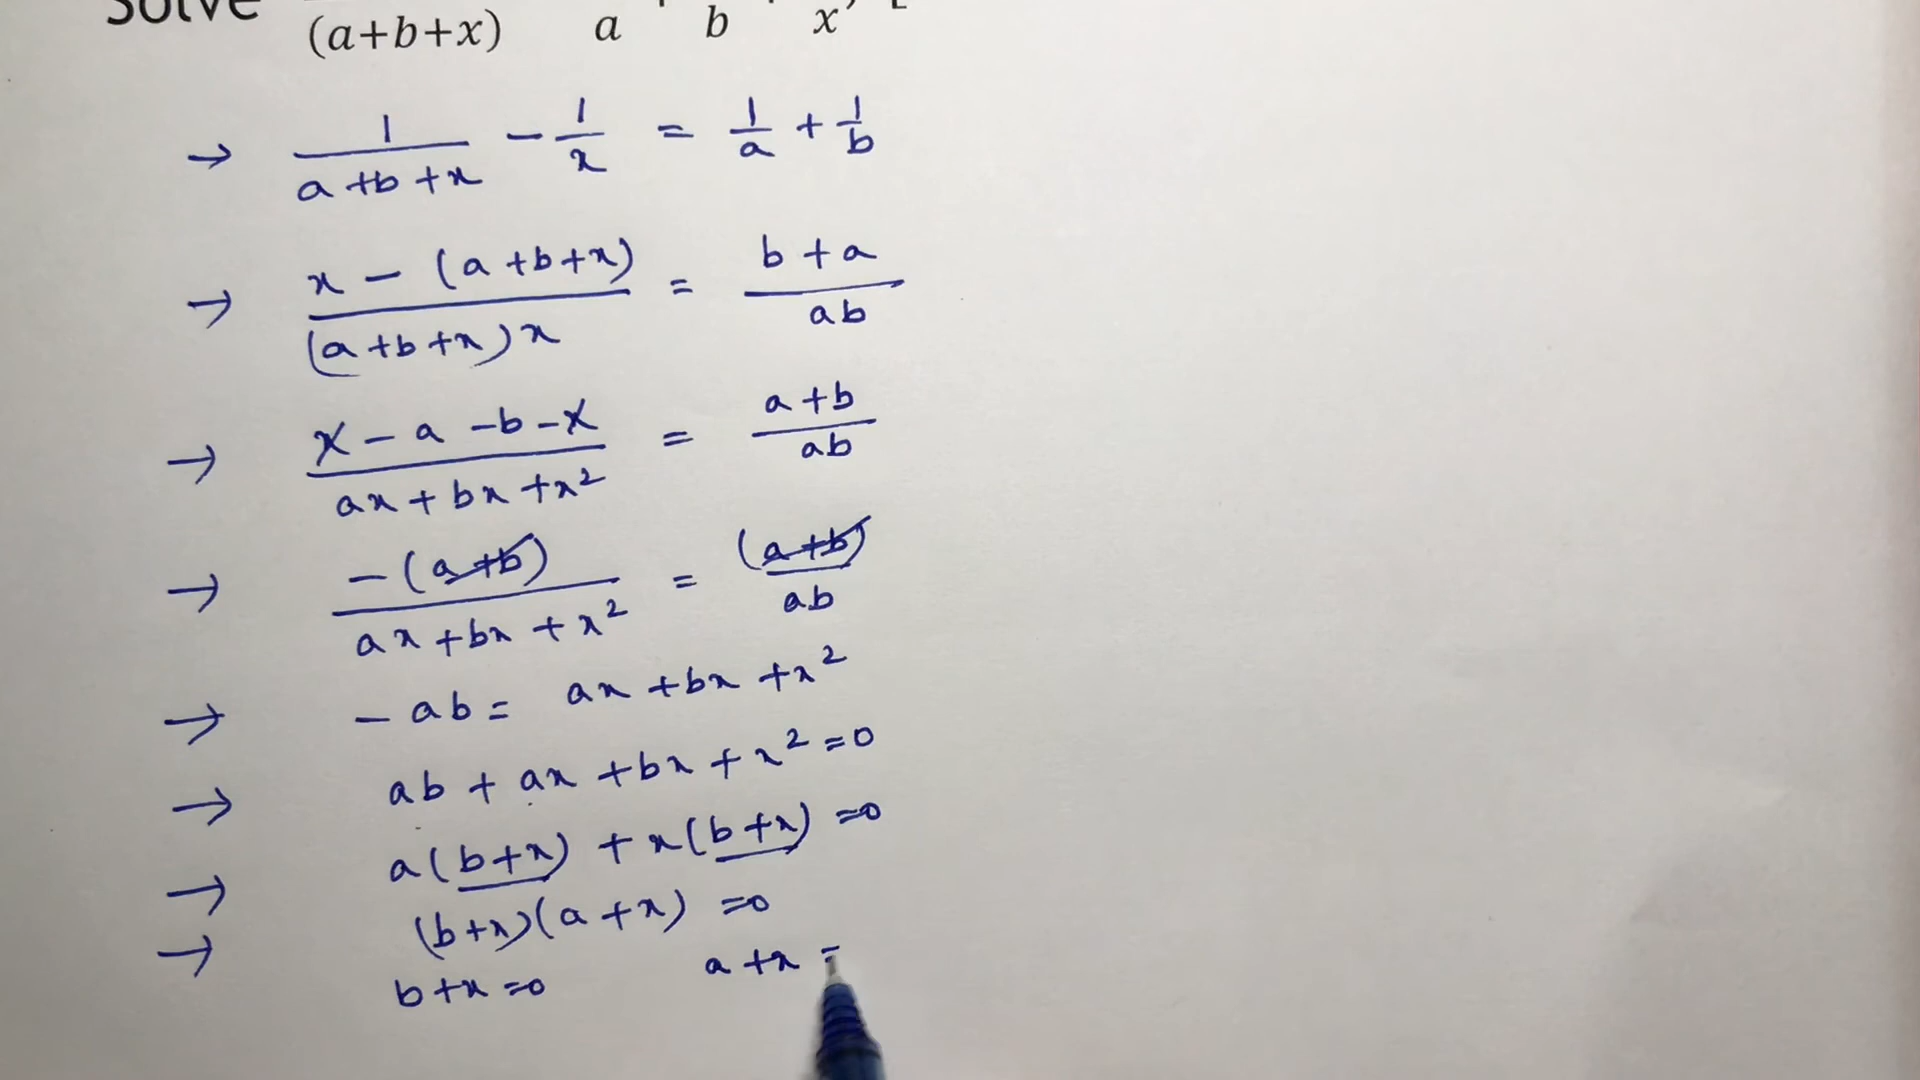 Solve (a+b+x) a b x, [
→ 1/(a+b+x) - 1/x = 1/a + 1/b
→ (x - (a+b+x))/((a+b+x)x) = (b+a)/(ab)
→ (x - a - b - x)/(ax + bx + x²) = (a+b)/(ab)
→ -(a+b)/(ax + bx + x²) = (a+b)/(ab)
→ - ab = ax + bx + x²
→ ab + ax + bx + x² = 0
→ a(b+x) + x(b+x) = 0
→ (b+x)(a+x) = 0
b+x = 0 a+x =